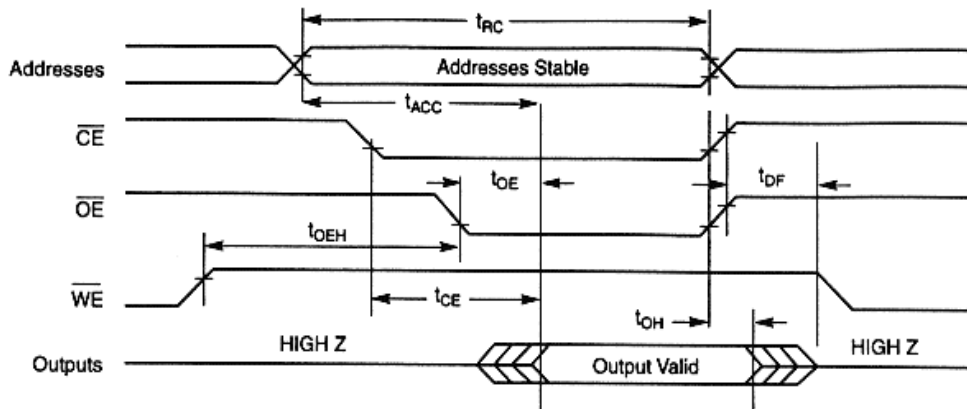 tRC
Addresses
Addresses Stable
tACC
CE
tOE
tDF
OE
tOEH
WE
tCE
tOH
HIGH Z
HIGH Z
Outputs
Output Valid